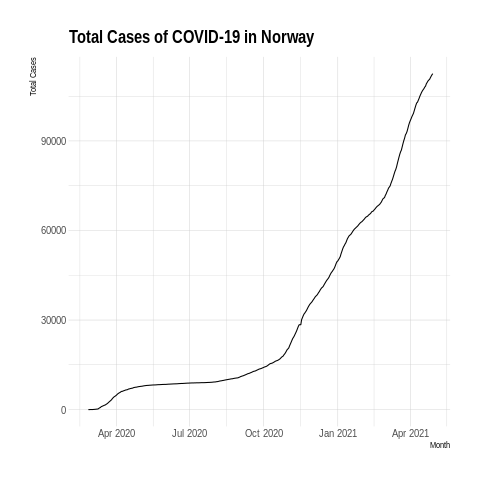 Total Cases of COVID-19 in Norway
Total Cases
90000
60000
30000
0
Apr 2020 Jul 2020 Oct 2020 Jan 2021 Apr 2021
Month